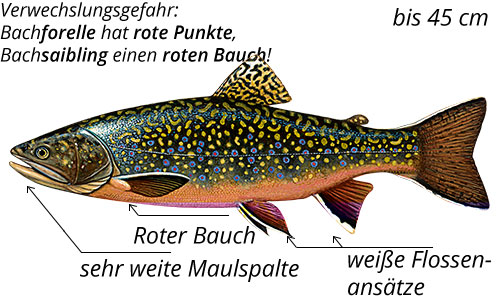 Verwechslungsgefahr:
Bachforelle hat rote Punkte,
Bachsaibling einen roten Bauch!
bis 45 cm
Roter Bauch
sehr weite Maulspalte
weiße Flossen-
ansätze